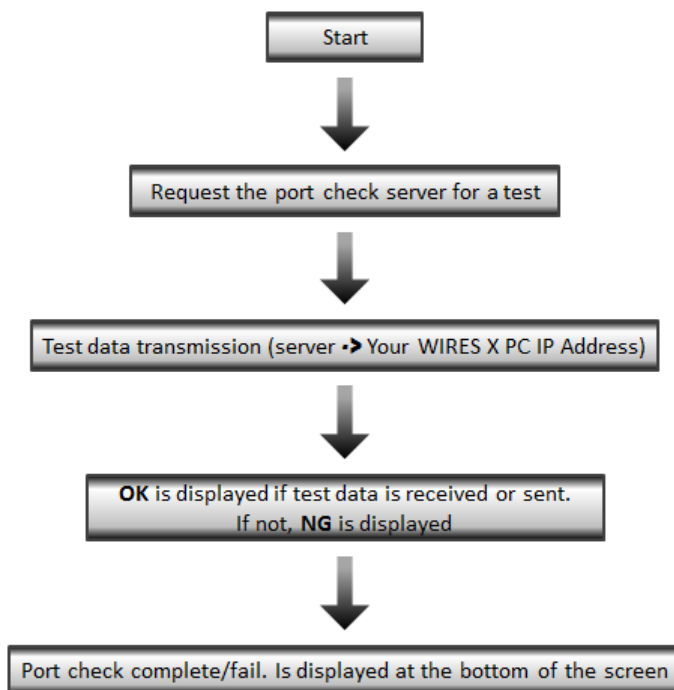 Start
Request the port check server for a test
Test data transmission (server -> Your WIRES X PC IP Address)
OK is displayed if test data is received or sent.
If not, NG is displayed
Port check complete/fail. Is displayed at the bottom of the screen